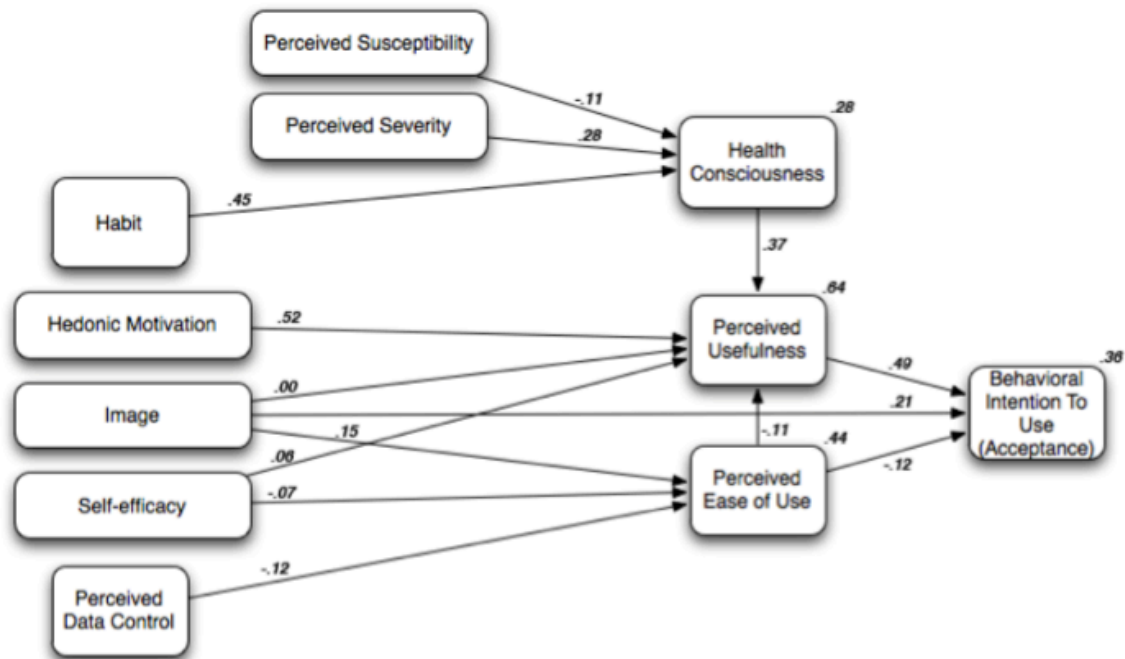 Perceived Susceptibility
-.11
.28
Perceived Severity
.28
Health
Consciousness
.45
Habit
.37
.64
Hedonic Motivation
.52
Perceived
Usefulness
.49
.36
Behavioral
Intention To
Use
(Acceptance)
.00
Image
.21
.15
-.11
.44
.06
-.12
Self-efficacy
-.07
Perceived
Ease of Use
-.12
Perceived
Data Control